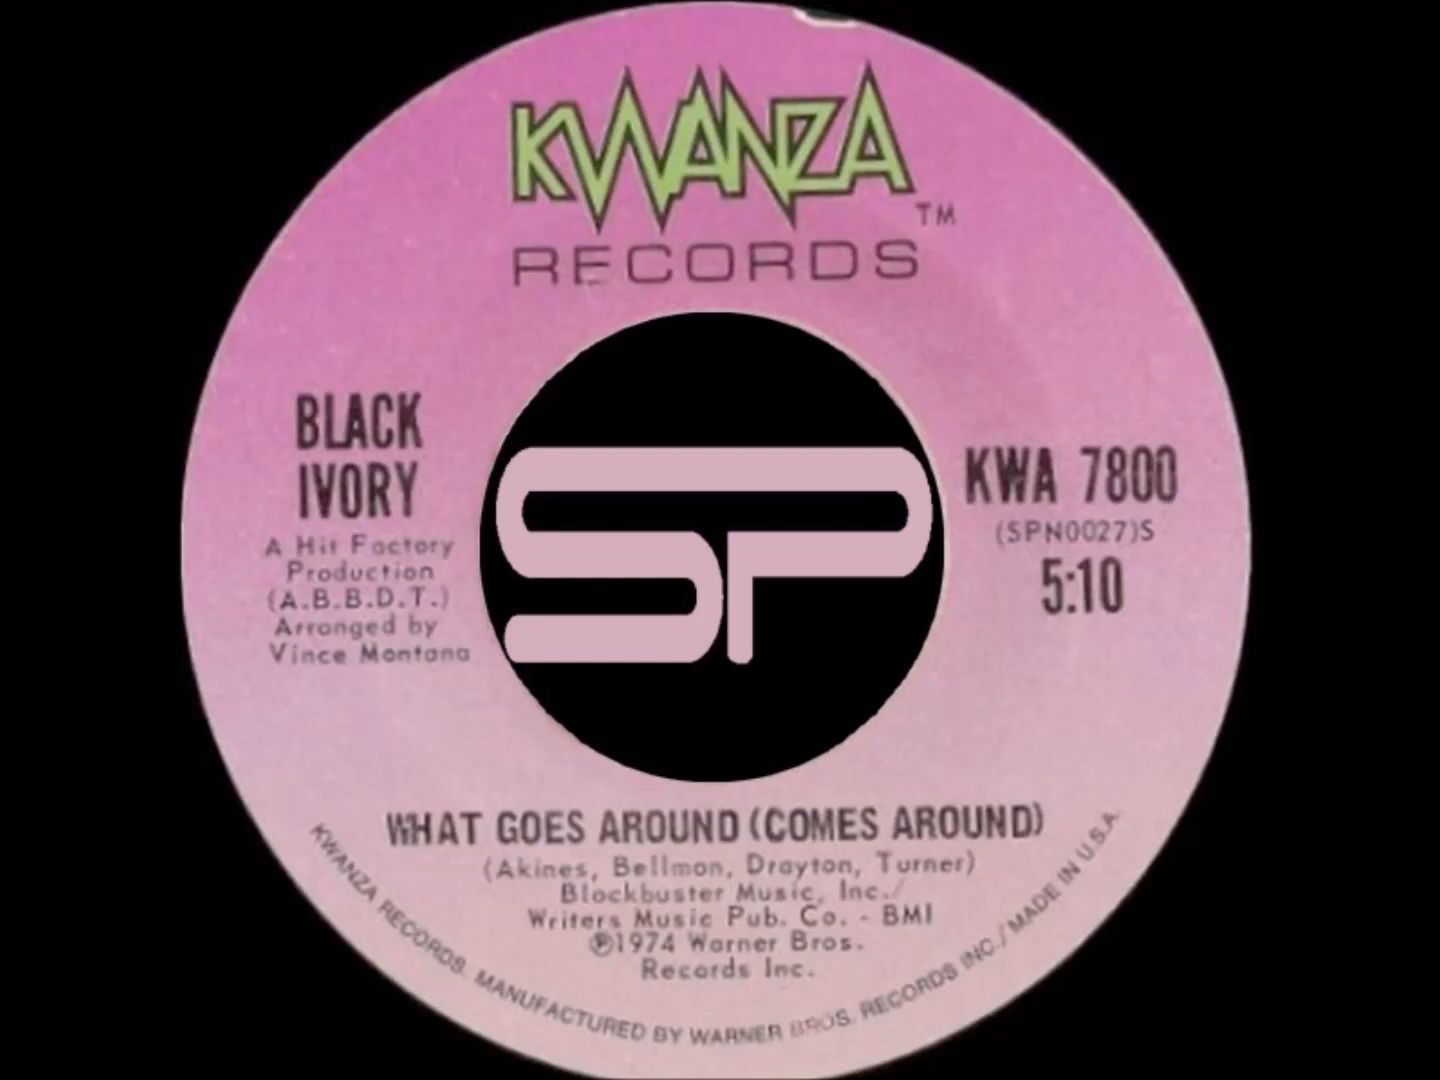 KWANZA TM
RECORDS
BLACK
IVORY
A Hit Factory
Production
(A.B.B.D.T.)
Arranged by
Vince Montana
SP
KWA 7800
(SPN0027)S
5:10
WHAT GOES AROUND (COMES AROUND)
(Akines, Bellmon, Drayton, Turner)
Blockbuster Music, Inc./
Writers Music Pub. Co. - BMI
℗1974 Warner Bros.
Records Inc.
KWANZA RECORDS. MANUFACTURED BY WARNER BROS. RECORDS INC./ MADE IN U.S.A.